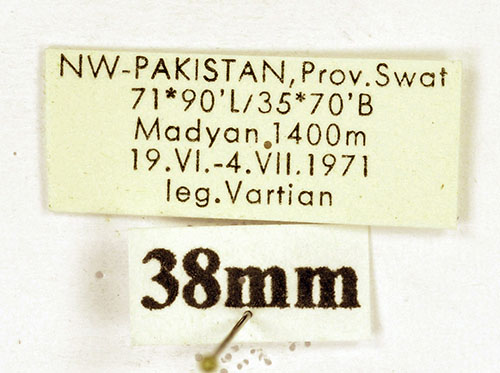 NW-PAKISTAN, Prov. Swat
71*90'L/35*70'B
Madyan 1400m
19.VI.-4.VII.1971
leg. Vartian
38mm